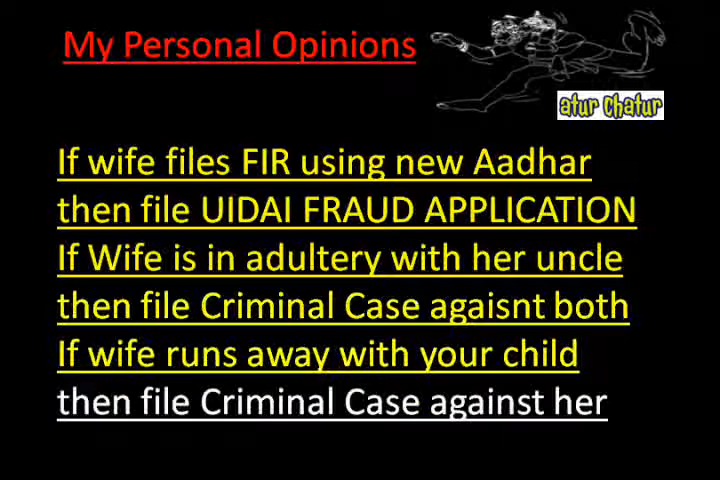 My Personal Opinions
atur chatur
If wife files FIR using new Aadhar
then file UIDAI FRAUD APPLICATION
If Wife is in adultery with her uncle
then file Criminal Case agaisnt both
If wife runs away with your child
then file Criminal Case against her